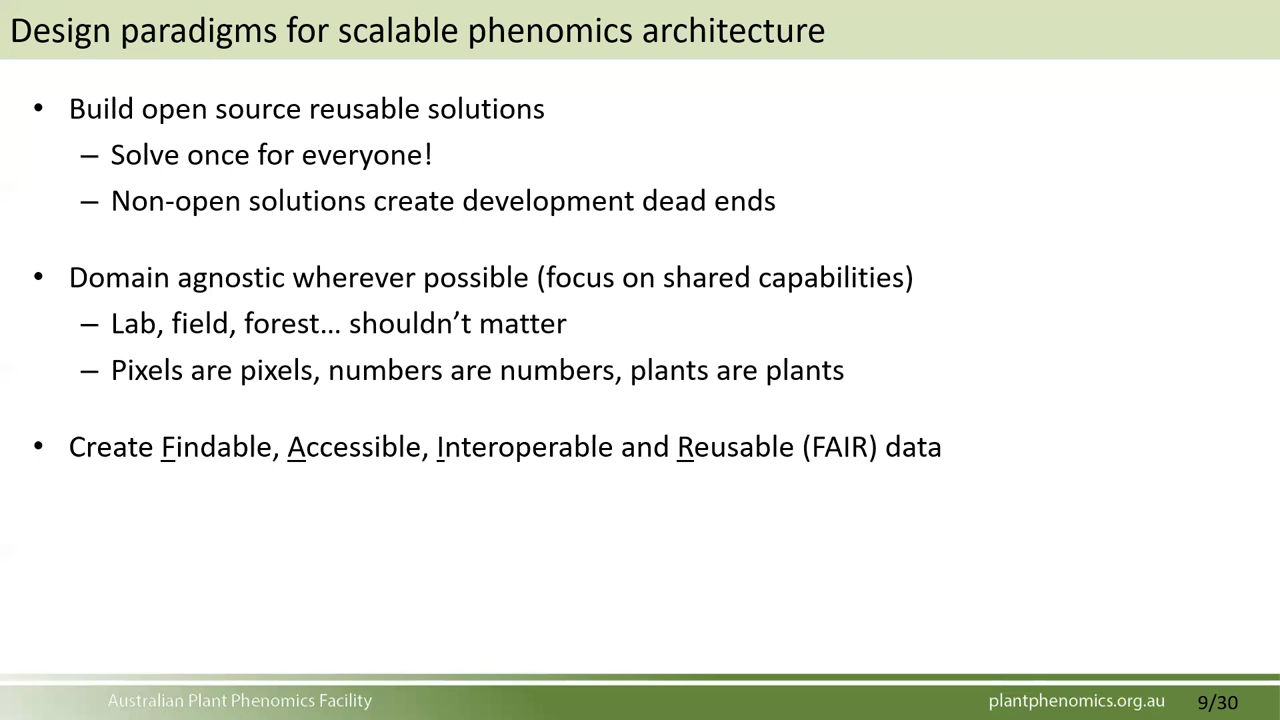 Design paradigms for scalable phenomics architecture
• Build open source reusable solutions
– Solve once for everyone!
– Non-open solutions create development dead ends
• Domain agnostic wherever possible (focus on shared capabilities)
– Lab, field, forest… shouldn’t matter
– Pixels are pixels, numbers are numbers, plants are plants
• Create Findable, Accessible, Interoperable and Reusable (FAIR) data
Australian Plant Phenomics Facility
plantphenomics.org.au
9/30